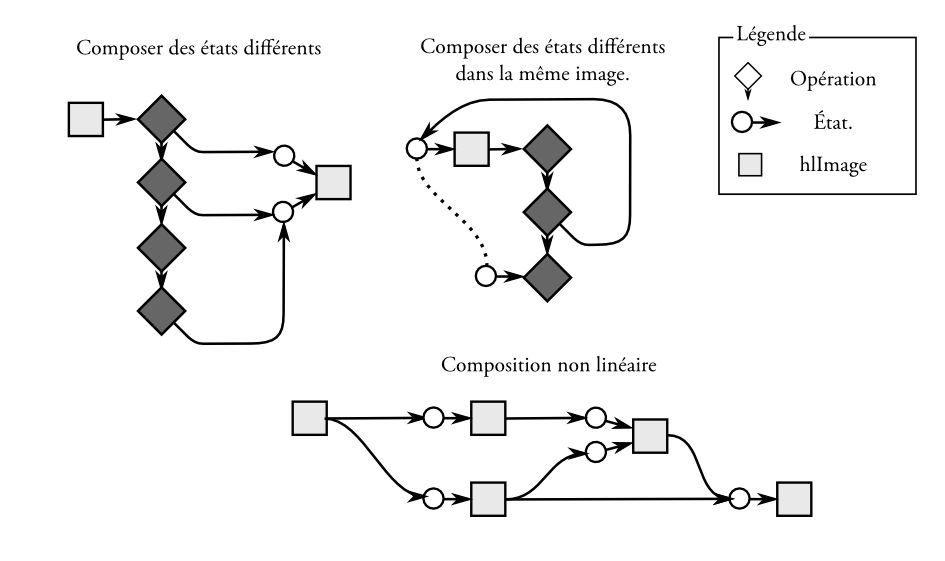 Composer des états différents
Composer des états différents
dans la même image.
Légende
Opération
État.
hlImage
Composition non linéaire